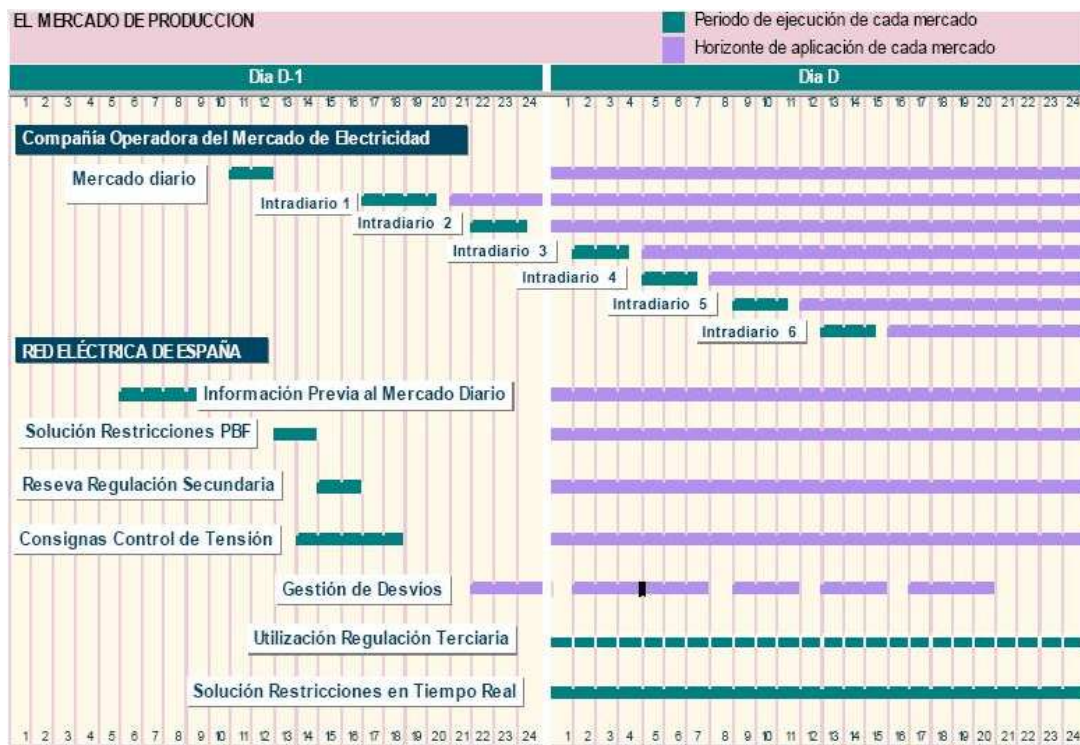 EL MERCADO DE PRODUCCION
Periodo de ejecución de cada mercado
Horizonte de aplicación de cada mercado
Día D-1
Día D
1 2 3 4 5 6 7 8 9 10 11 12 13 14 15 16 17 18 19 20 21 22 23 24
1 2 3 4 5 6 7 8 9 10 11 12 13 14 15 16 17 18 19 20 21 22 23 24
Compañía Operadora del Mercado de Electricidad
Mercado diario
Intradiario 1
Intradiario 2
Intradiario 3
Intradiario 4
Intradiario 5
Intradiario 6
RED ELÉCTRICA DE ESPAÑA
Información Previa al Mercado Diario
Solución Restricciones PBF
Reseva Regulación Secundaria
Consignas Control de Tensión
Gestión de Desvíos
Utilización Regulación Terciaria
Solución Restricciones en Tiempo Real
1 2 3 4 5 6 7 8 9 10 11 12 13 14 15 16 17 18 19 20 21 22 23 24
1 2 3 4 5 6 7 8 9 10 11 12 13 14 15 16 17 18 19 20 21 22 23 24